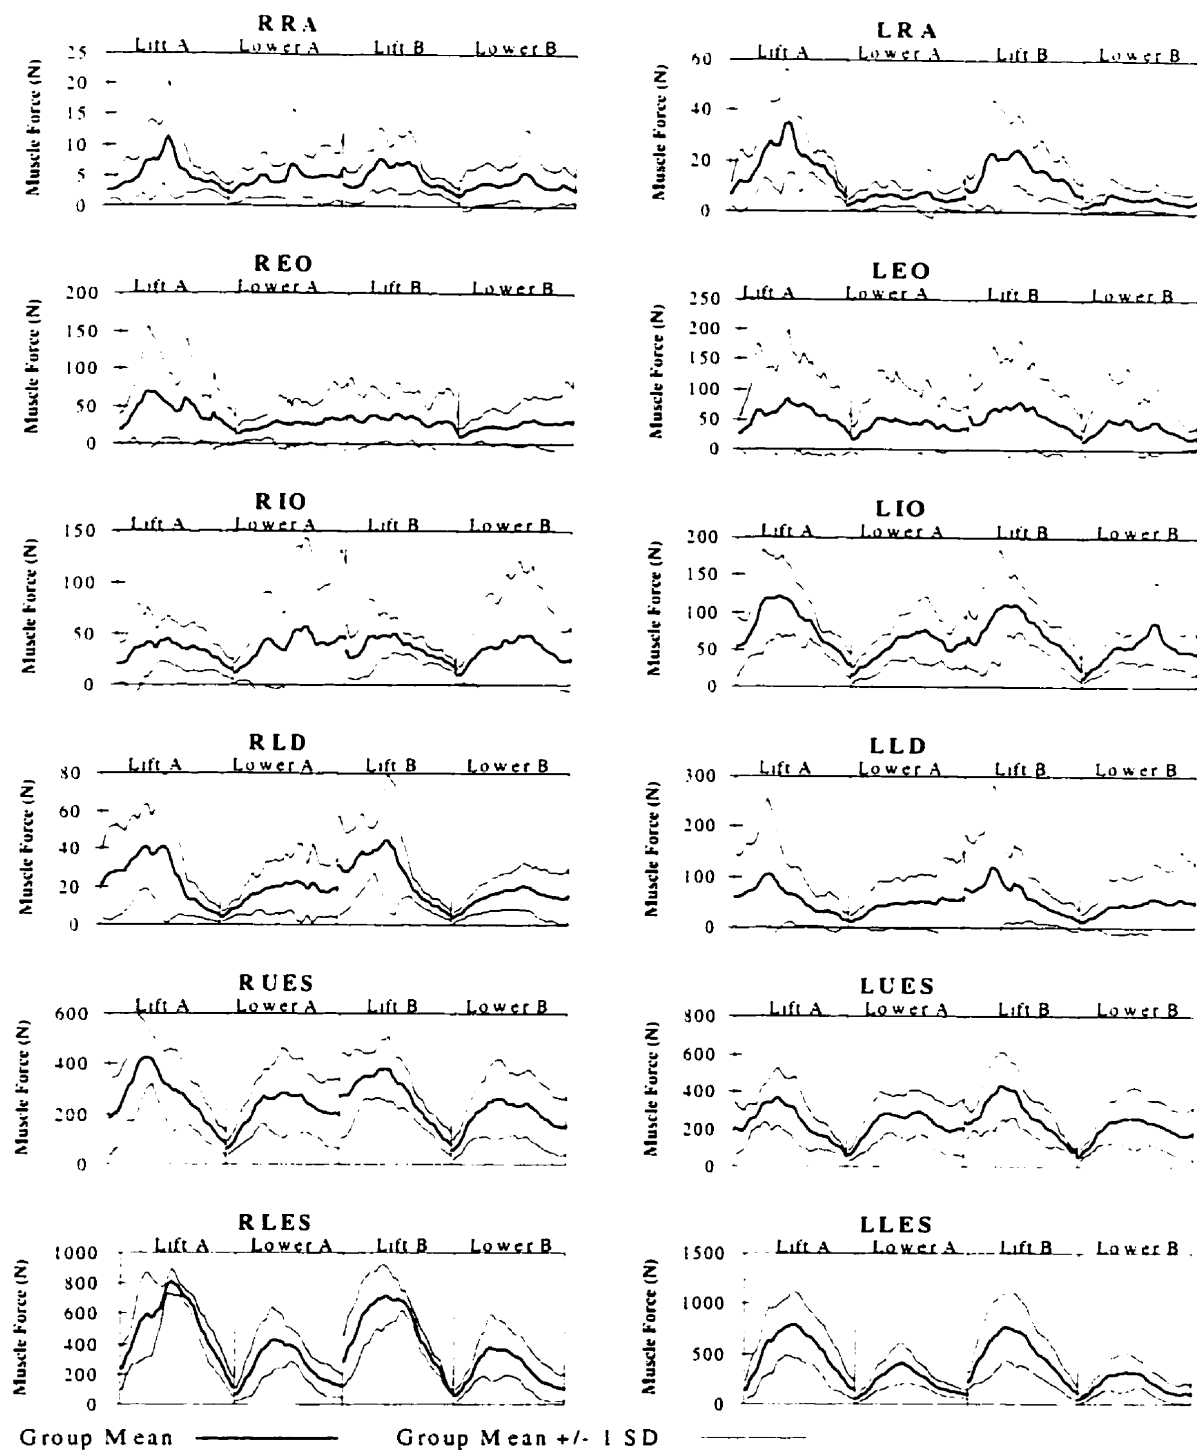 RRA
Lift A Lower A Lift B Lower B
Muscle Force (N)
25
20
15
10
5
0
LRA
Lift A Lower A Lift B Lower B
Muscle Force (N)
60
40
20
0
REO
Lift A Lower A Lift B Lower B
Muscle Force (N)
200
150
100
50
0
LEO
Lift A Lower A Lift B Lower B
Muscle Force (N)
250
200
150
100
50
0
RIO
Lift A Lower A Lift B Lower B
Muscle Force (N)
150
100
50
0
LIO
Lift A Lower A Lift B Lower B
Muscle Force (N)
200
150
100
50
0
RLD
Lift A Lower A Lift B Lower B
Muscle Force (N)
80
60
40
20
0
LLD
Lift A Lower A Lift B Lower B
Muscle Force (N)
300
200
100
0
RUES
Lift A Lower A Lift B Lower B
Muscle Force (N)
600
400
200
0
LUES
Lift A Lower A Lift B Lower B
Muscle Force (N)
800
600
400
200
0
RLES
Lift A Lower A Lift B Lower B
Muscle Force (N)
1000
800
600
400
200
0
LLES
Lift A Lower A Lift B Lower B
Muscle Force (N)
1500
1000
500
0
Group Mean Group Mean +/- 1 SD